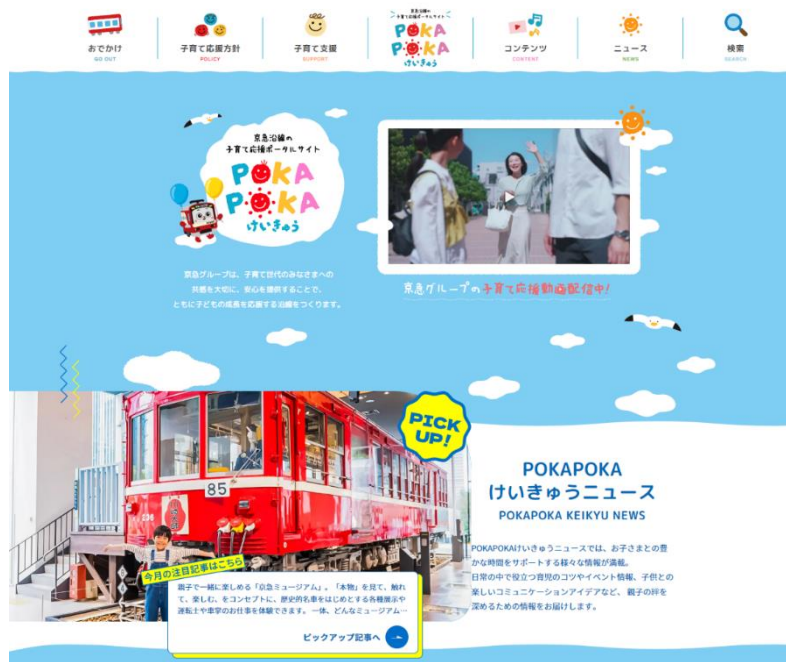 おでかけ
GO OUT
子育て応援方針
POLICY
子育て支援
SUPPORT
京急沿線の
子育て応援ポータルサイト
POKA
POKA
けいきゅう
コンテンツ
CONTENT
ニュース
NEWS
検索
SEARCH
京急沿線の
子育て応援ポータルサイト
POKA
POKA
けいきゅう
京急グループは、子育て世代のみなさまへの
共感を大切に、安心を提供することで、
ともに子どもの成長を応援する沿線をつくります。
京急グループの子育て応援動画配信中!
PICK
UP!
85
236
今月の注目記事はこちら
親子で一緒に楽しめる「京急ミュージアム」。「本物」を見て、触れ
て、楽しむ、をコンセプトに、歴史的名車をはじめとする各種展示や
運転士や車掌のお仕事を体験できます。 一体、どんなミュージアム…
ピックアップ記事へ
POKAPOKA
けいきゅうニュース
POKAPOKA KEIKYU NEWS
POKAPOKAけいきゅうニュースでは、お子さまとの豊
かな時間をサポートする様々な情報が満載。
日常の中で役立つ育児のコツやイベント情報、子供との
楽しいコミュニケーションアイデアなど、 親子の絆を
深めるための情報をお届けします。